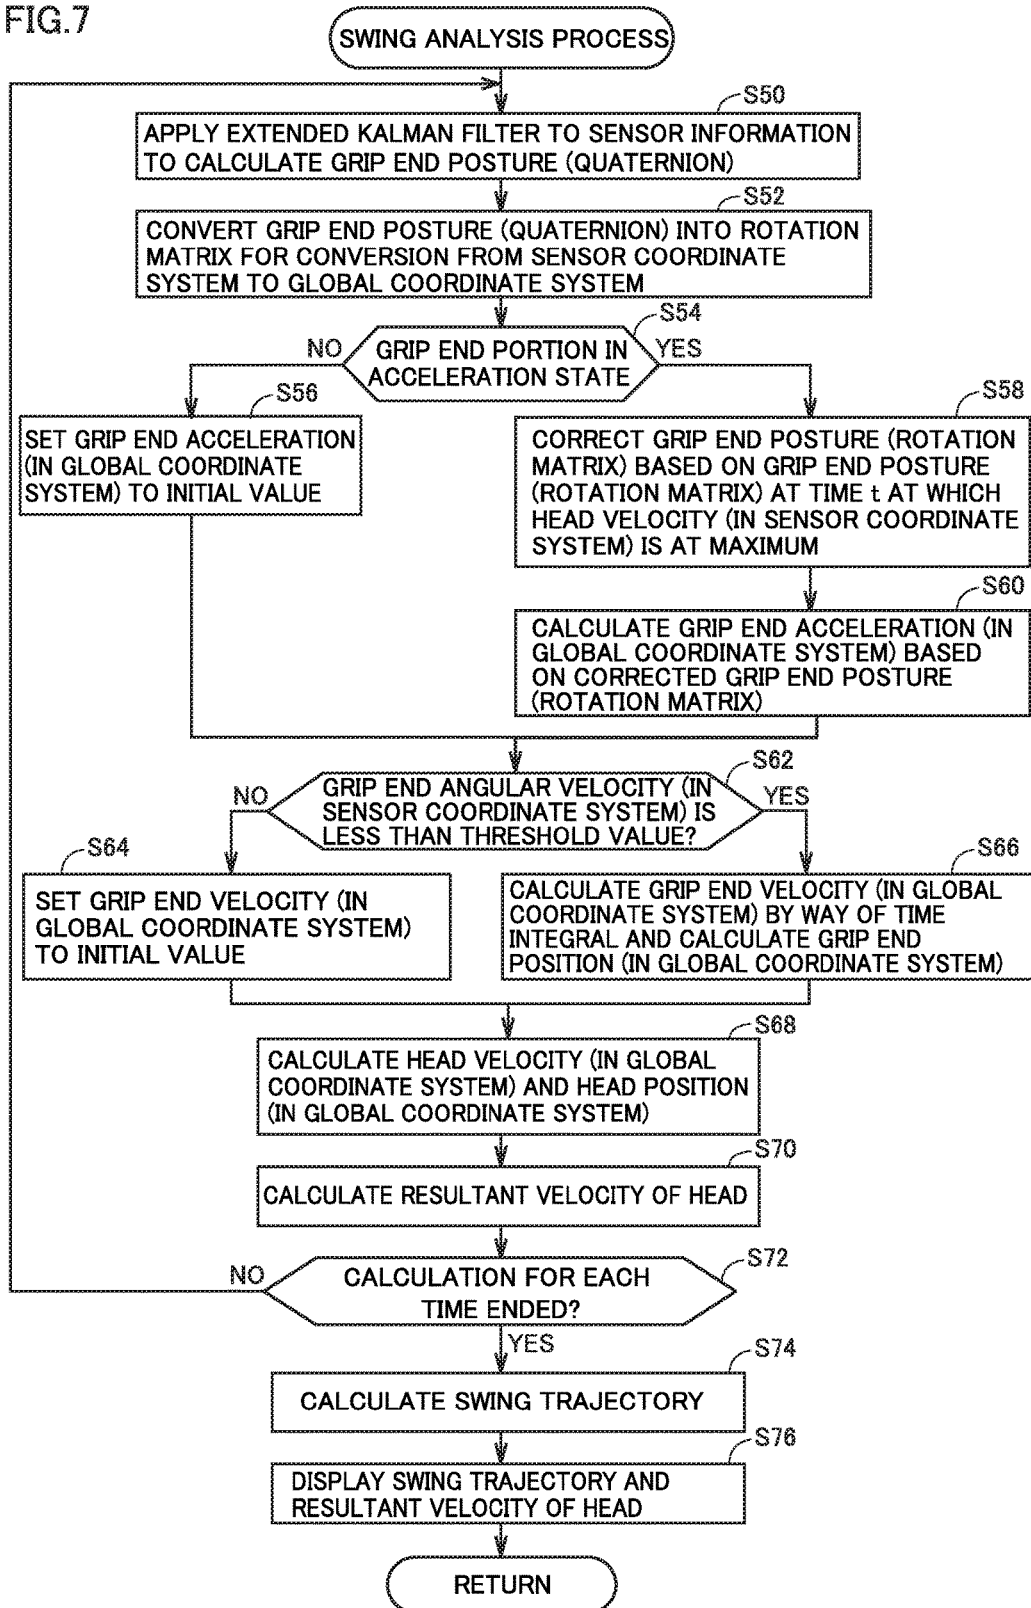 FIG.7
SWING ANALYSIS PROCESS
S50
APPLY EXTENDED KALMAN FILTER TO SENSOR INFORMATION
TO CALCULATE GRIP END POSTURE (QUATERNION)
S52
CONVERT GRIP END POSTURE (QUATERNION) INTO ROTATION
MATRIX FOR CONVERSION FROM SENSOR COORDINATE
SYSTEM TO GLOBAL COORDINATE SYSTEM
S54
NO
GRIP END PORTION IN
ACCELERATION STATE
YES
S56
SET GRIP END ACCELERATION
(IN GLOBAL COORDINATE
SYSTEM) TO INITIAL VALUE
S58
CORRECT GRIP END POSTURE (ROTATION
MATRIX) BASED ON GRIP END POSTURE
(ROTATION MATRIX) AT TIME t AT WHICH
HEAD VELOCITY (IN SENSOR COORDINATE
SYSTEM) IS AT MAXIMUM
S60
CALCULATE GRIP END ACCELERATION (IN
GLOBAL COORDINATE SYSTEM) BASED
ON CORRECTED GRIP END POSTURE
(ROTATION MATRIX)
S62
NO
GRIP END ANGULAR VELOCITY (IN
SENSOR COORDINATE SYSTEM) IS
LESS THAN THRESHOLD VALUE?
YES
S64
SET GRIP END VELOCITY (IN
GLOBAL COORDINATE SYSTEM)
TO INITIAL VALUE
S66
CALCULATE GRIP END VELOCITY (IN GLOBAL
COORDINATE SYSTEM) BY WAY OF TIME
INTEGRAL AND CALCULATE GRIP END
POSITION (IN GLOBAL COORDINATE SYSTEM)
S68
CALCULATE HEAD VELOCITY (IN GLOBAL
COORDINATE SYSTEM) AND HEAD POSITION
(IN GLOBAL COORDINATE SYSTEM)
S70
CALCULATE RESULTANT VELOCITY OF HEAD
S72
NO
CALCULATION FOR EACH
TIME ENDED?
YES
S74
CALCULATE SWING TRAJECTORY
S76
DISPLAY SWING TRAJECTORY AND
RESULTANT VELOCITY OF HEAD
RETURN